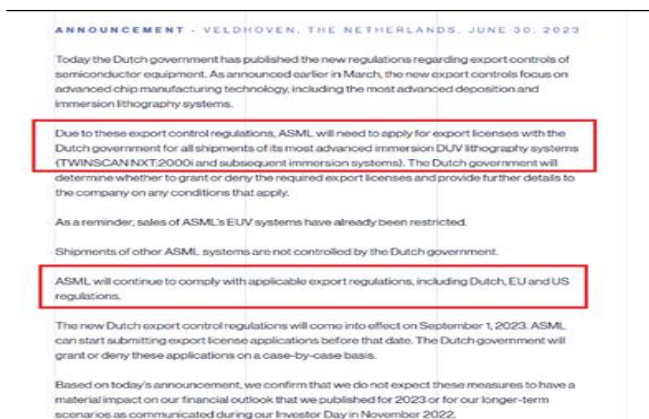 ANNOUNCEMENT - VELDHOVEN, THE NETHERLANDS, JUNE 30, 2023
Today the Dutch government has published the new regulations regarding export controls of
semiconductor equipment. As announced earlier in March, the new export controls focus on
advanced chip manufacturing technology, including the most advanced deposition and
immersion lithography systems.
Due to these export control regulations, ASML will need to apply for export licenses with the
Dutch government for all shipments of its most advanced immersion DUV lithography systems
(TWINSCAN NXT:2000i and subsequent immersion systems). The Dutch government will
determine whether to grant or deny the required export licenses and provide further details to
the company on any conditions that apply.
As a reminder, sales of ASML's EUV systems have already been restricted.
Shipments of other ASML systems are not controlled by the Dutch government.
ASML will continue to comply with applicable export regulations, including Dutch, EU and US
regulations.
The new Dutch export control regulations will come into effect on September 1, 2023. ASML
can start submitting export license applications before that date. The Dutch government will
grant or deny these applications on a case-by-case basis.
Based on today's announcement, we confirm that we do not expect these measures to have a
material impact on our financial outlook that we published for 2023 or for our longer-term
scenarios as communicated during our Investor Day in November 2022.